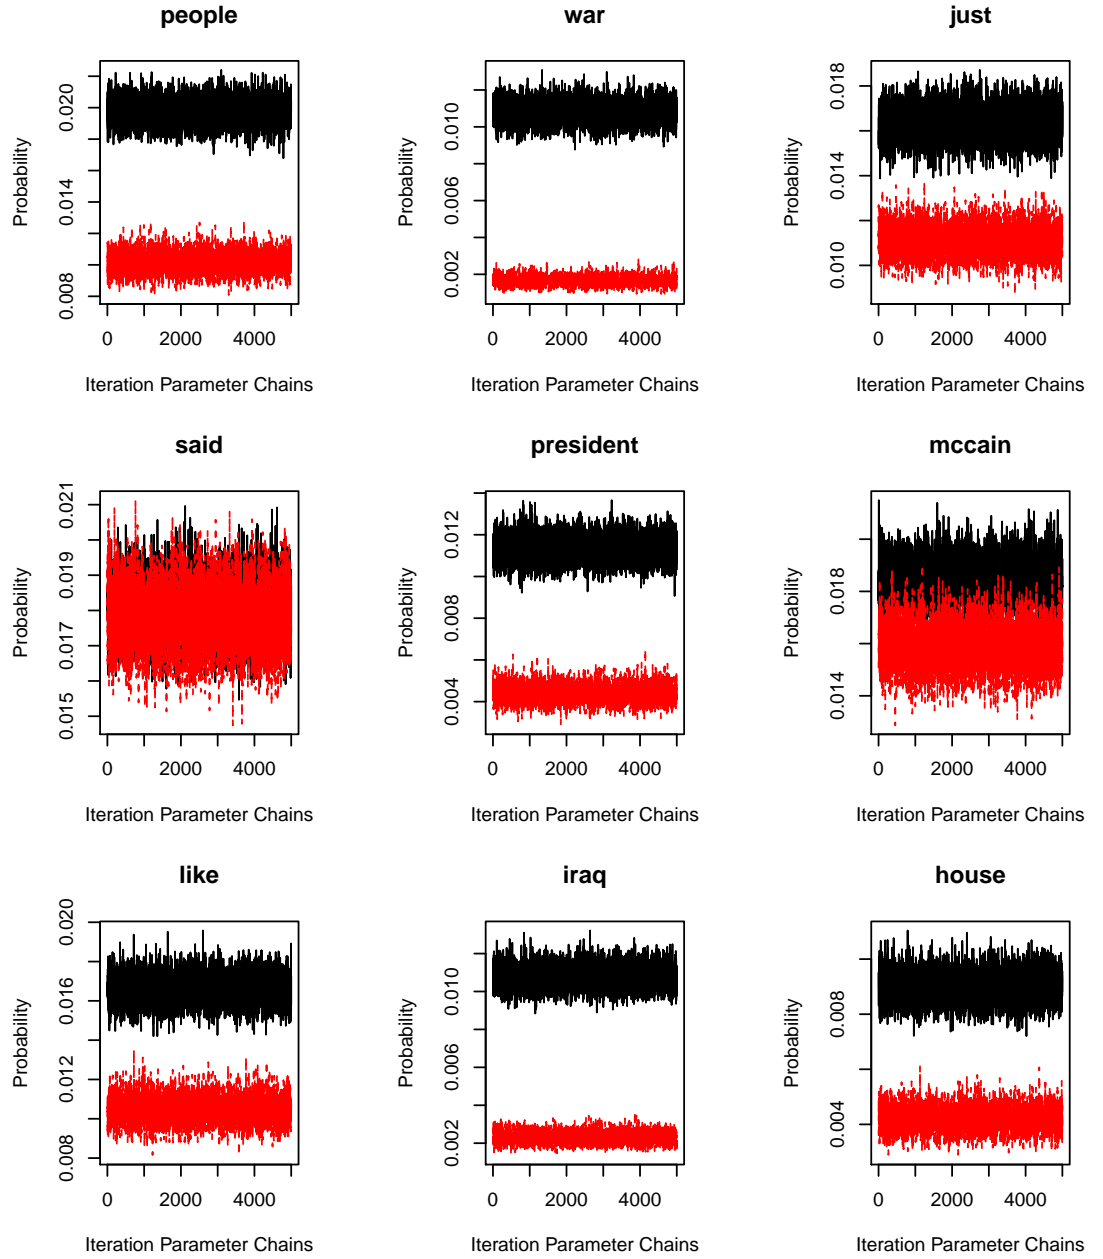 people
war
just
Probability
0.008
0.014
0.020
0
2000
4000
Iteration Parameter Chains
Probability
0.002
0.006
0.010
0
2000
4000
Iteration Parameter Chains
Probability
0.010
0.014
0.018
0
2000
4000
Iteration Parameter Chains
said
president
mccain
Probability
0.015
0.017
0.019
0.021
0
2000
4000
Iteration Parameter Chains
Probability
0.004
0.008
0.012
0
2000
4000
Iteration Parameter Chains
Probability
0.014
0.018
0
2000
4000
Iteration Parameter Chains
like
iraq
house
Probability
0.008
0.012
0.016
0.020
0
2000
4000
Iteration Parameter Chains
Probability
0.002
0.006
0.010
0
2000
4000
Iteration Parameter Chains
Probability
0.004
0.008
0
2000
4000
Iteration Parameter Chains